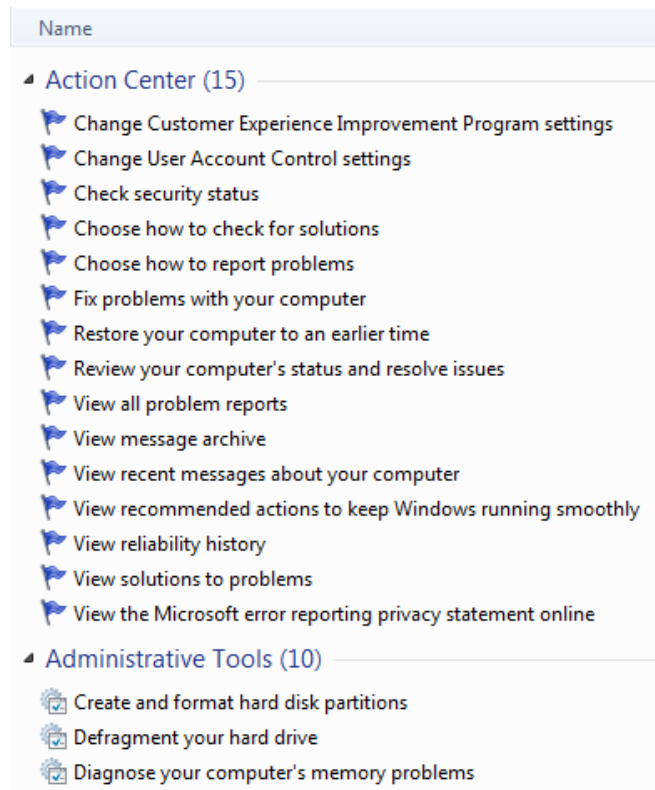 Name
Action Center (15)
Change Customer Experience Improvement Program settings
Change User Account Control settings
Check security status
Choose how to check for solutions
Choose how to report problems
Fix problems with your computer
Restore your computer to an earlier time
Review your computer's status and resolve issues
View all problem reports
View message archive
View recent messages about your computer
View recommended actions to keep Windows running smoothly
View reliability history
View solutions to problems
View the Microsoft error reporting privacy statement online
Administrative Tools (10)
Create and format hard disk partitions
Defragment your hard drive
Diagnose your computer's memory problems